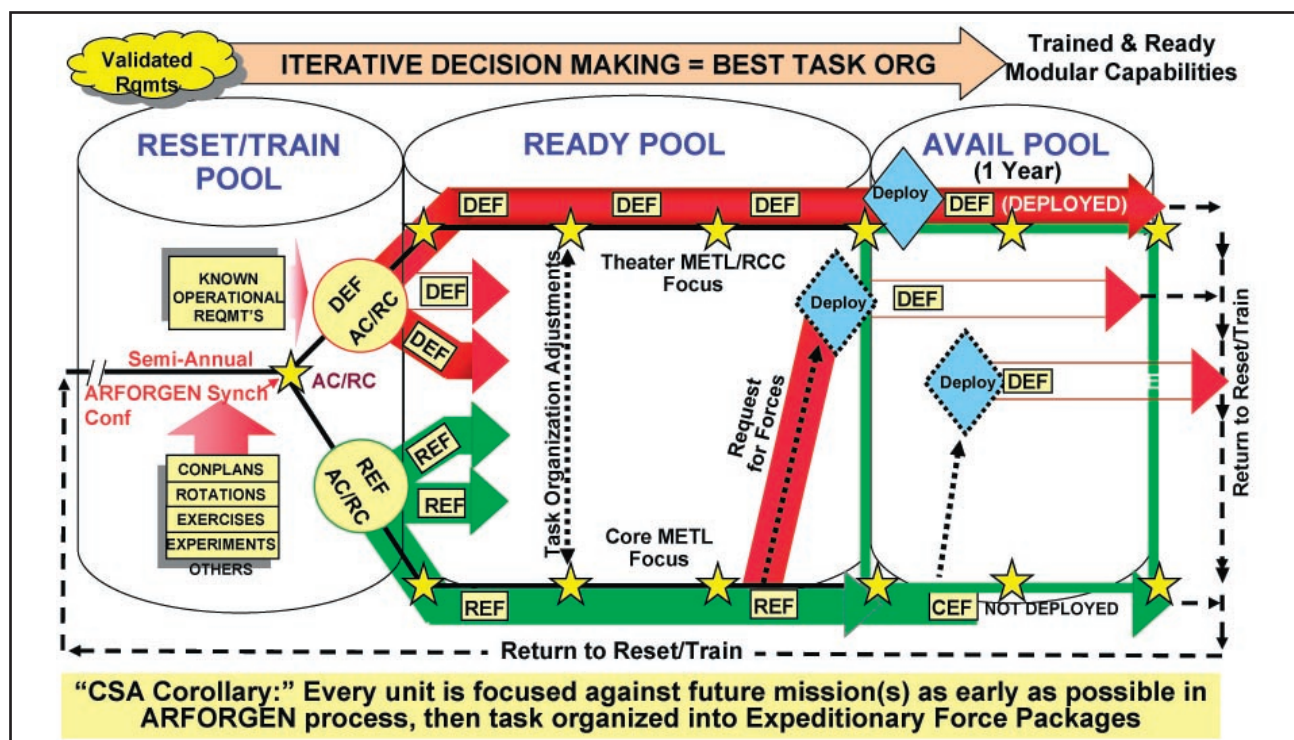 Validated
Rqmts
ITERATIVE DECISION MAKING = BEST TASK ORG
Trained & Ready
Modular Capabilities
RESET/TRAIN
POOL
READY POOL
AVAIL POOL
(1 Year)
DEF
DEF
DEF
Deploy
DEF
(DEPLOYED)
KNOWN
OPERATIONAL
REQMT'S
DEF
AC/RC
DEF
DEF
Theater METL/RCC
Focus
Deploy
DEF
Semi-Annual
ARFORGEN Synch
Conf
AC/RC
Deploy
DEF
E
Task Organization Adjustments
Request
for Forces
Return to Reset/Train
CONPLANS
ROTATIONS
EXERCISES
EXPERIMENTS
OTHERS
REF
AC/RC
REF
REF
Core METL
Focus
REF
REF
CEF
NOT DEPLOYED
Return to Reset/Train
“CSA Corollary:” Every unit is focused against future mission(s) as early as possible in
ARFORGEN process, then task organized into Expeditionary Force Packages